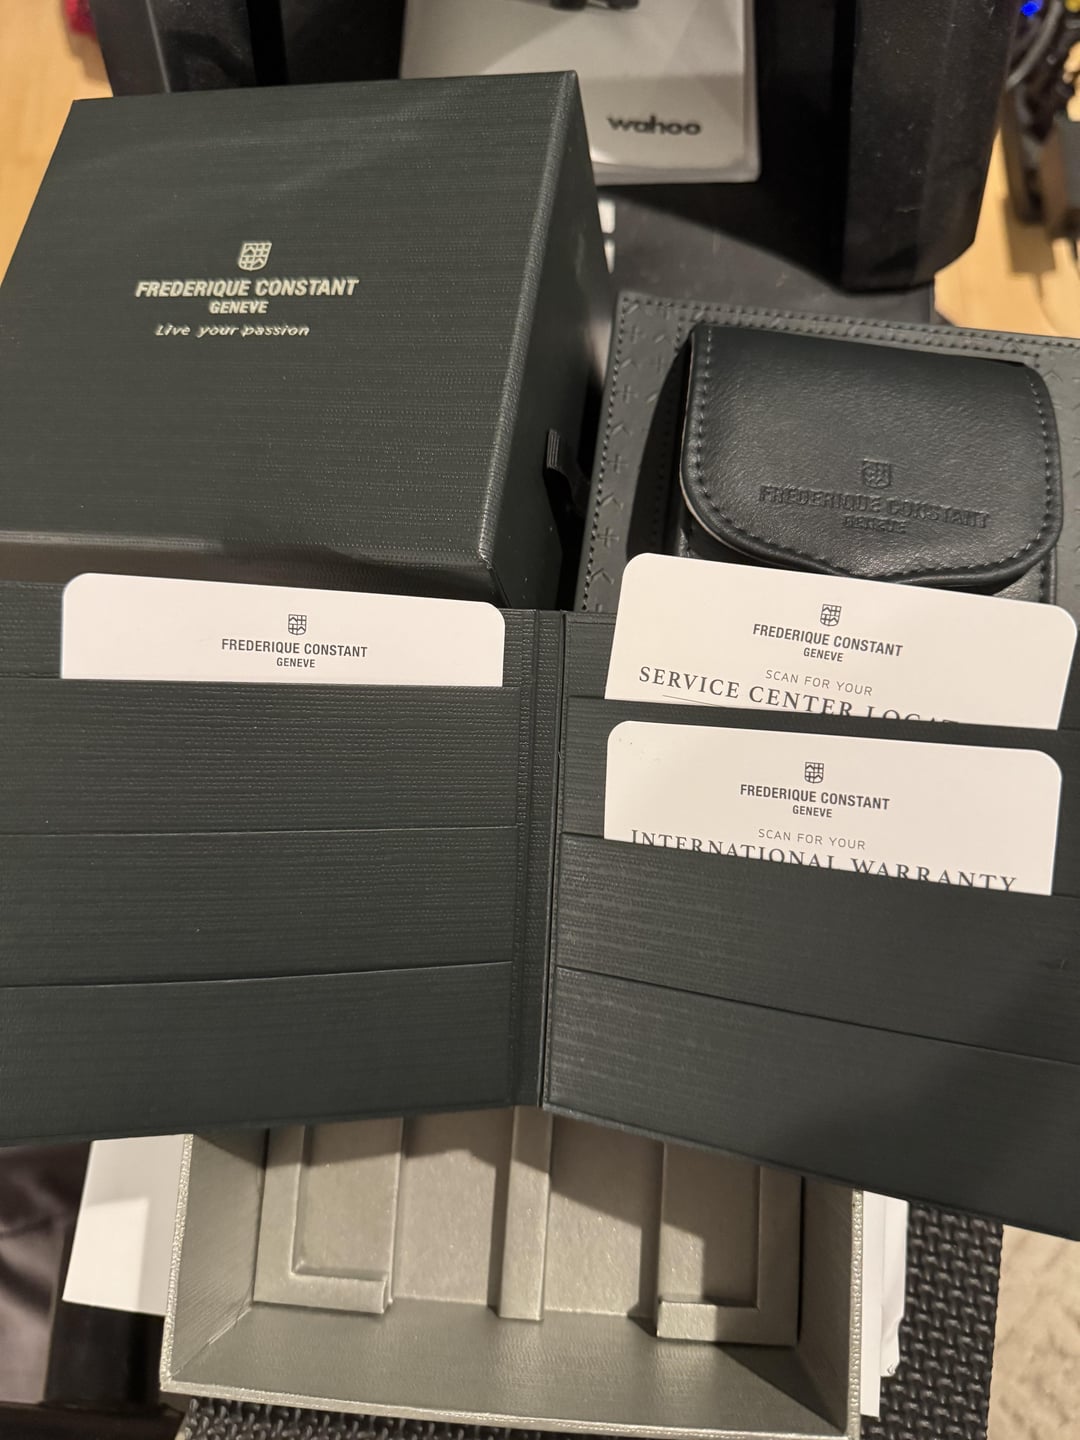 wahoo
FREDERIQUE CONSTANT
GENEVE
Live your passion
FREDERIQUE CONSTANT
GENEVE
FREDERIQUE CONSTANT
GENEVE
FREDERIQUE CONSTANT
GENEVE
SCAN FOR YOUR
SERVICE CENTER
FREDERIQUE CONSTANT
GENEVE
SCAN FOR YOUR
INTERNATIONAL WARRANTY